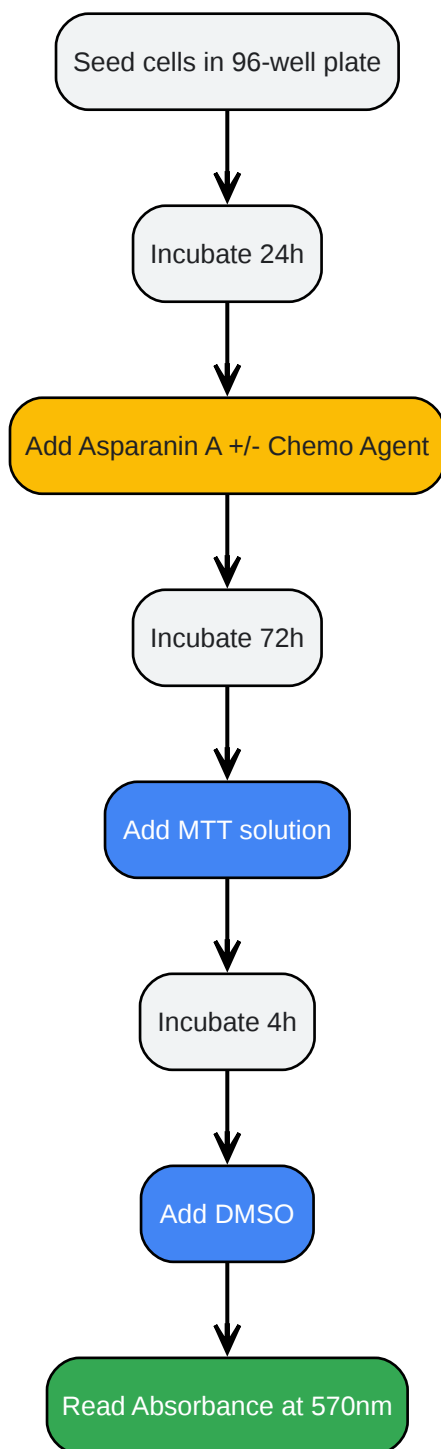 Seed cells in 96-well plate
Incubate 24h
Add Asparanin A +/- Chemo Agent
Incubate 72h
Add MTT solution
Incubate 4h
Add DMSO
Read Absorbance at 570nm